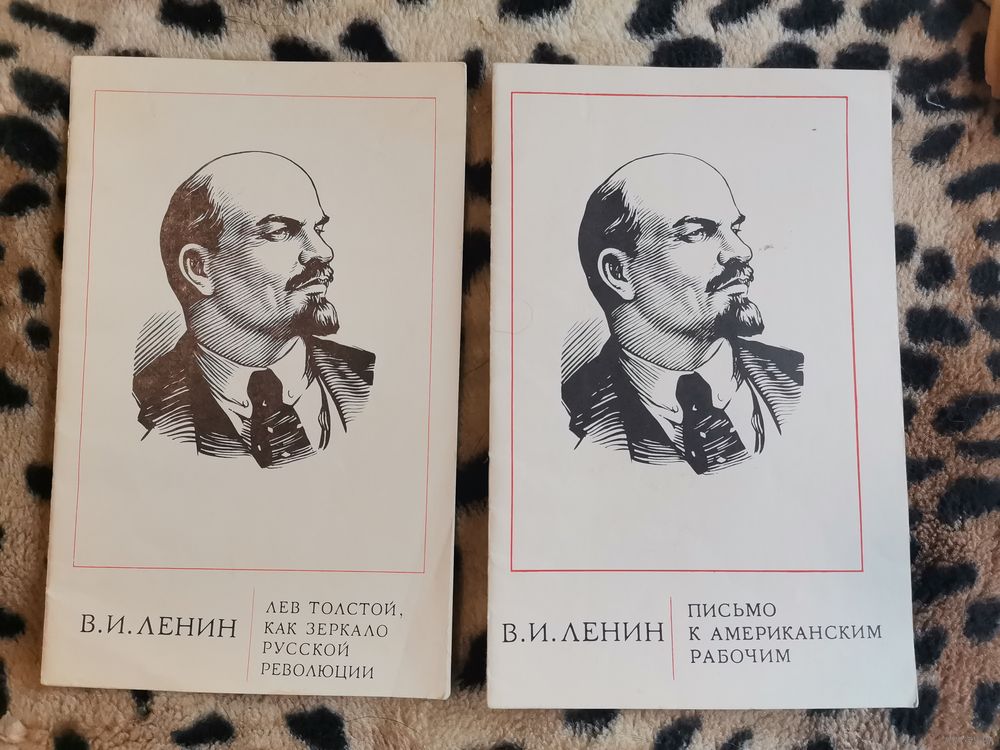 В.И.ЛЕНИН
ЛЕВ ТОЛСТОЙ,
КАК ЗЕРКАЛО
РУССКОЙ
РЕВОЛЮЦИИ
В.И.ЛЕНИН
ПИСЬМО
К АМЕРИКАНСКИМ
РАБОЧИМ